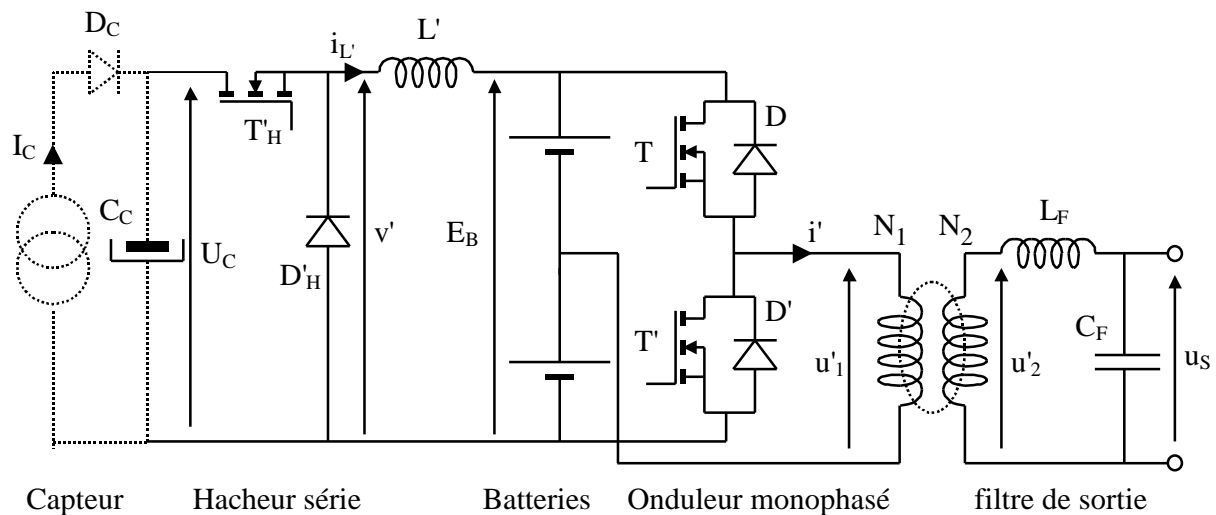 D_C
i_L'
L'
T'_H
D
T
I_C
C_C
U_C
D'_H
v'
E_B
i'
N_1
N_2
L_F
T'
D'
u'_1
u'_2
C_F
u_S
Capteur
Hacheur série
Batteries
Onduleur monophasé
filtre de sortie